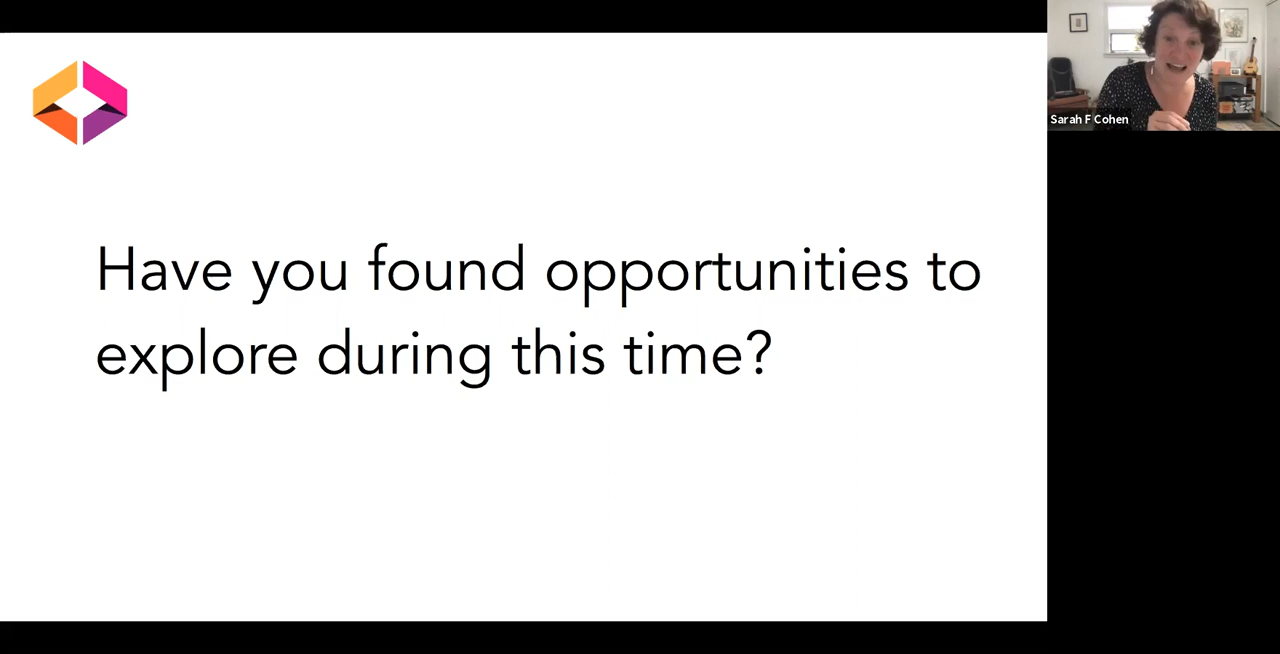 Have you found opportunities to
explore during this time?
Sarah F Cohen